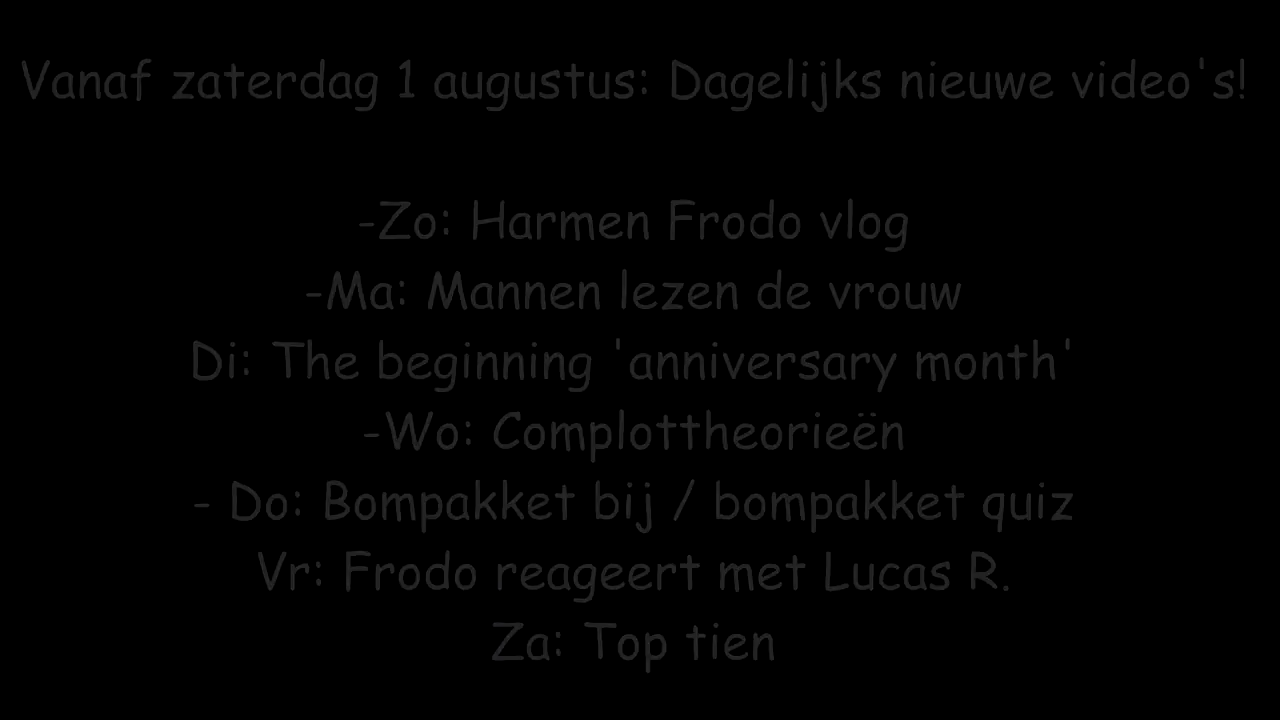 Vanaf zaterdag 1 augustus: Dagelijks nieuwe video's!
-Zo: Harmen Frodo vlog
-Ma: Mannen lezen de vrouw
Di: The beginning 'anniversary month'
-Wo: Complottheorieën
- Do: Bompakket bij / bompakket quiz
Vr: Frodo reageert met Lucas R.
Za: Top tien